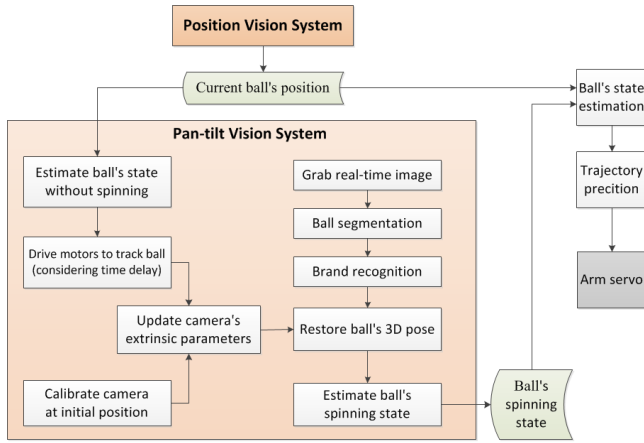 Position Vision System
Current ball's position
Ball's state
estimation
Pan-tilt Vision System
Estimate ball's state
without spinning
Grab real-time image
Trajectory
precition
Ball segmentation
Drive motors to track ball
(considering time delay)
Brand recognition
Arm servo
Update camera's
extrinsic parameters
Restore ball's 3D pose
Calibrate camera
at initial position
Estimate ball's
spinning state
Ball's
spinning
state